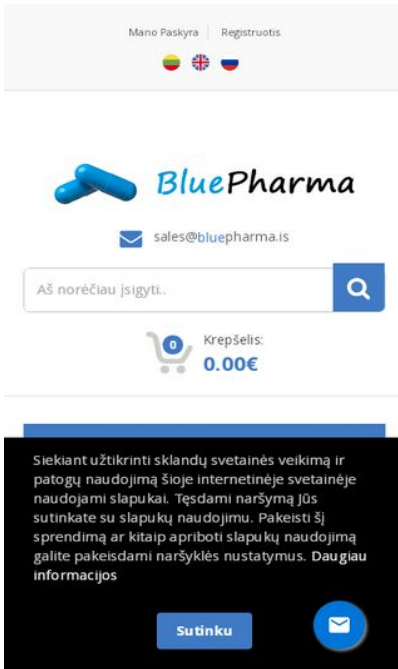 Mano Paskyra Registruotis
BluePharma
sales@bluepharma.is
Aš norėčiau įsigyti..
0
Krepšelis:
0.00€
Siekiant užtikrinti sklandų svetainės veikimą ir
patogų naudojimą šioje internetinėje svetainėje
naudojami slapukai. Tęsdami naršymą Jūs
sutinkate su slapukų naudojimu. Pakeisti šį
sprendimą ar kitaip apriboti slapukų naudojimą
galite pakeisdami naršyklės nustatymus. Daugiau
informacijos
Sutinku